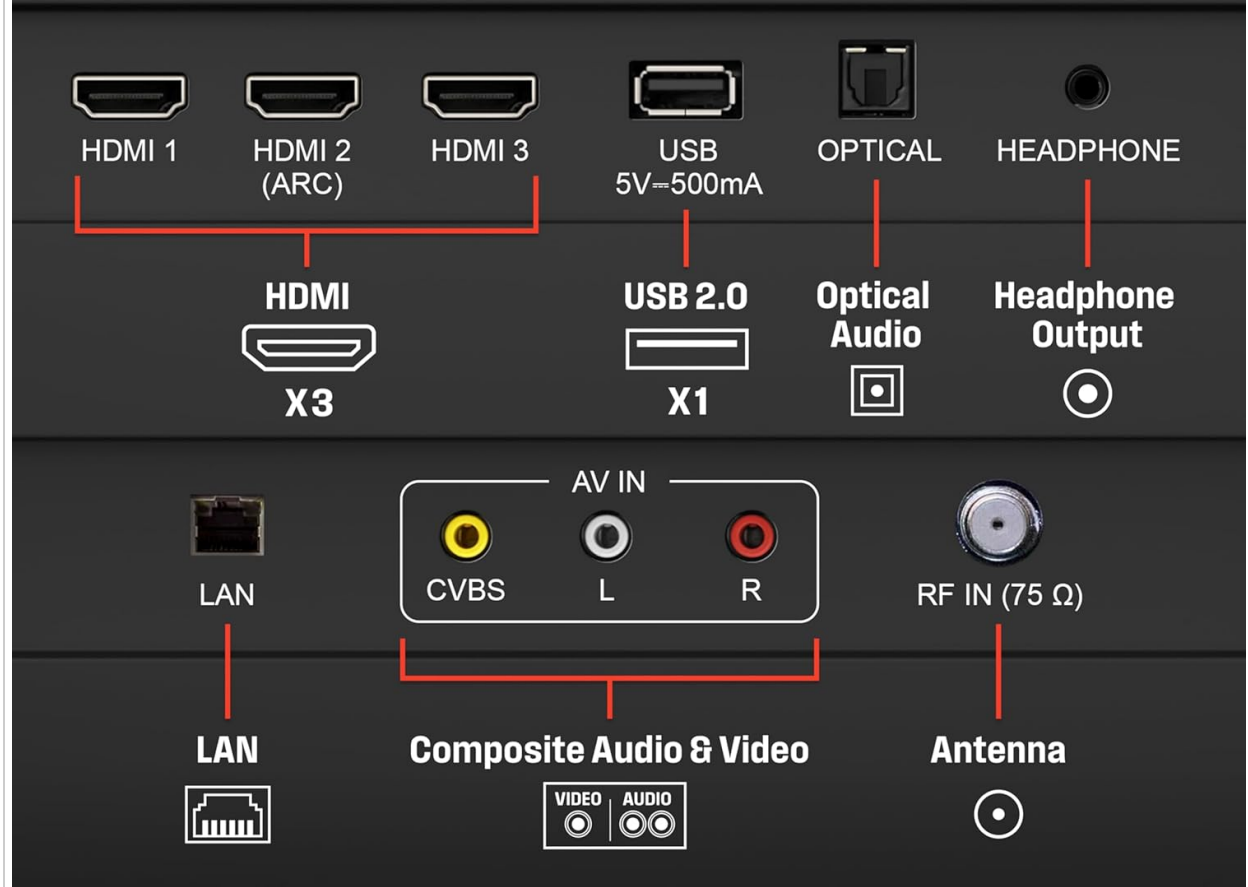 HDMI 1
HDMI 2
(ARC)
HDMI 3
USB
5V⎓500mA
OPTICAL
HEADPHONE
HDMI
X3
USB 2.0
X1
Optical
Audio
Headphone
Output
LAN
AV IN
CVBS
L
R
RF IN (75 Ω)
LAN
Composite Audio & Video
VIDEO
AUDIO
Antenna